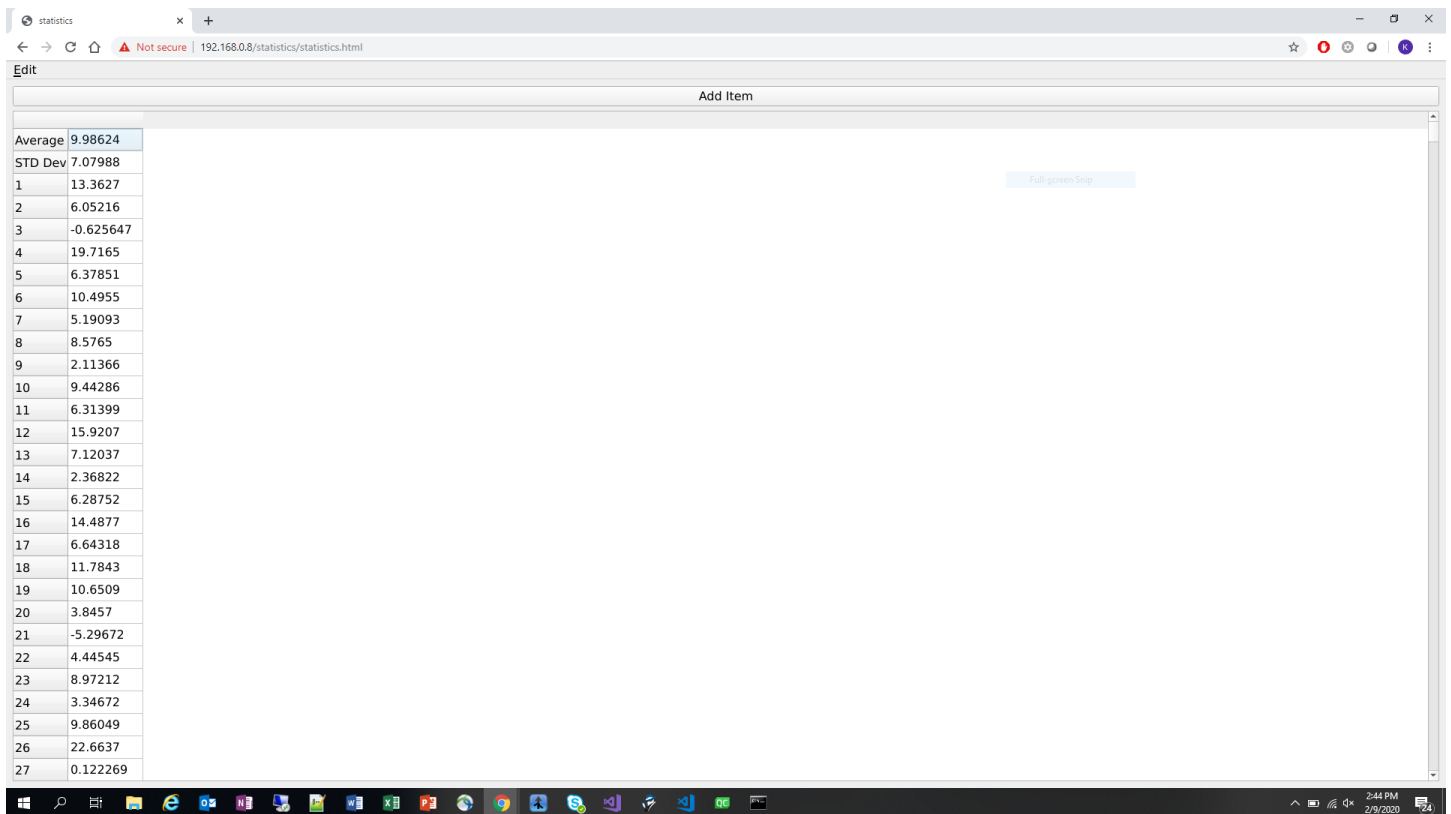 statistics
Not secure 192.168.0.8/statistics/statistics.html
K
Edit
Add Item
Average 9.98624
STD Dev 7.07988
1 13.3627
2 6.05216
3 -0.625647
4 19.7165
5 6.37851
6 10.4955
7 5.19093
8 8.5765
9 2.11366
10 9.44286
11 6.31399
12 15.9207
13 7.12037
14 2.36822
15 6.28752
16 14.4877
17 6.64318
18 11.7843
19 10.6509
20 3.8457
21 -5.29672
22 4.44545
23 8.97212
24 3.34672
25 9.86049
26 22.6637
27 0.122269
Full-screen Snip
QC
2:44 PM
2/9/2020
24